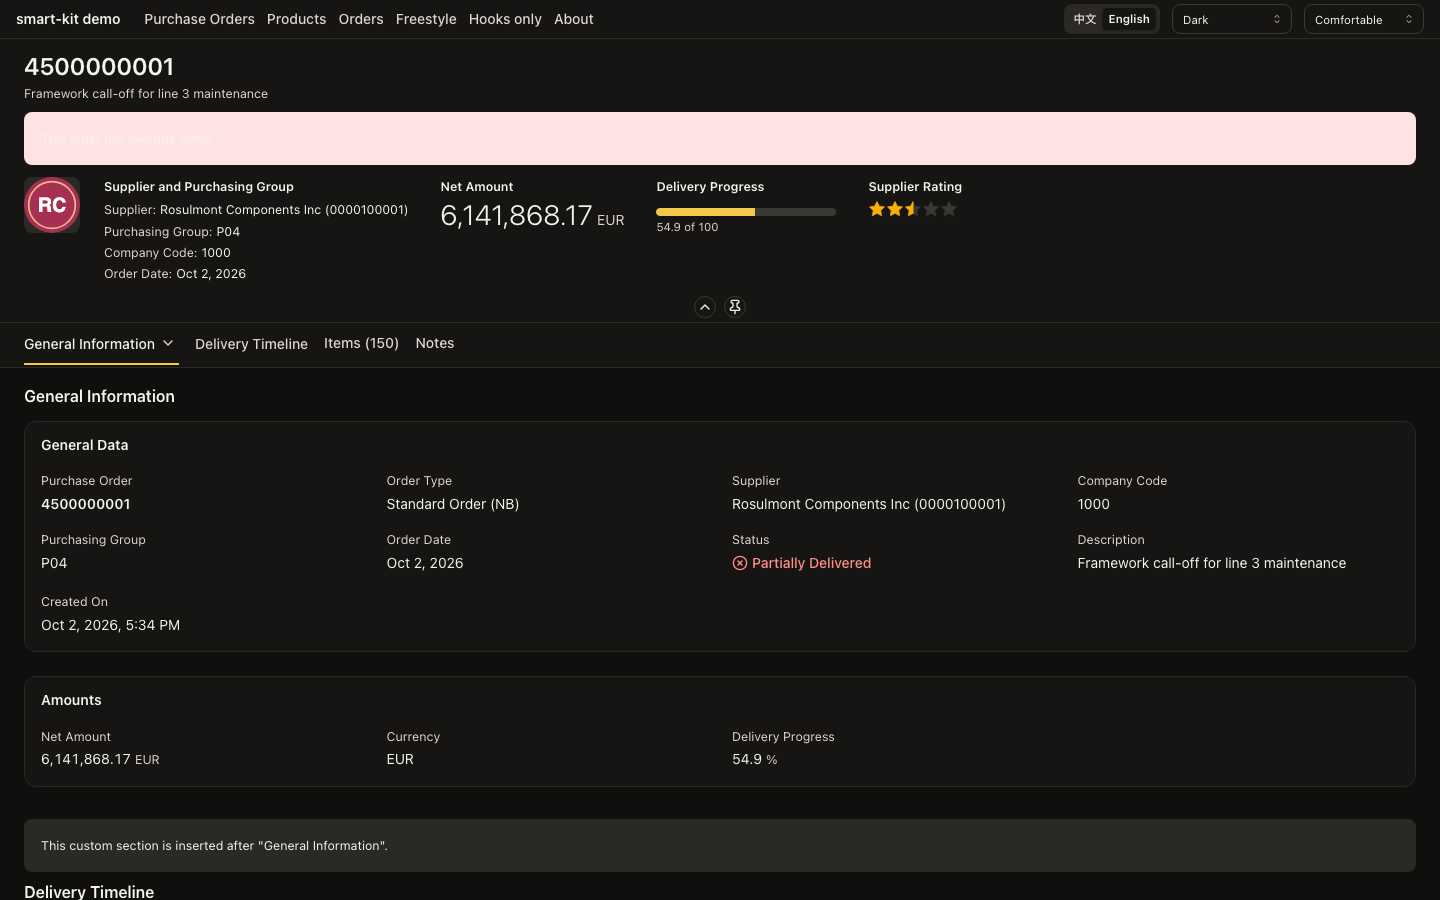 smart-kit demo
Purchase Orders
Products
Orders
Freestyle
Hooks only
About
中文
English
Dark
Comfortable
4500000001
Framework call-off for line 3 maintenance
This order has overdue items
RC
Supplier and Purchasing Group
Supplier: Rosulmont Components Inc (0000100001)
Purchasing Group: P04
Company Code: 1000
Order Date: Oct 2, 2026
Net Amount
6,141,868.17 EUR
Delivery Progress
54.9 of 100
Supplier Rating
General Information
Delivery Timeline
Items (150)
Notes
General Information
General Data
Purchase Order
4500000001
Order Type
Standard Order (NB)
Supplier
Rosulmont Components Inc (0000100001)
Company Code
1000
Purchasing Group
P04
Order Date
Oct 2, 2026
Status
Partially Delivered
Description
Framework call-off for line 3 maintenance
Created On
Oct 2, 2026, 5:34 PM
Amounts
Net Amount
6,141,868.17 EUR
Currency
EUR
Delivery Progress
54.9 %
This custom section is inserted after "General Information".
Delivery Timeline